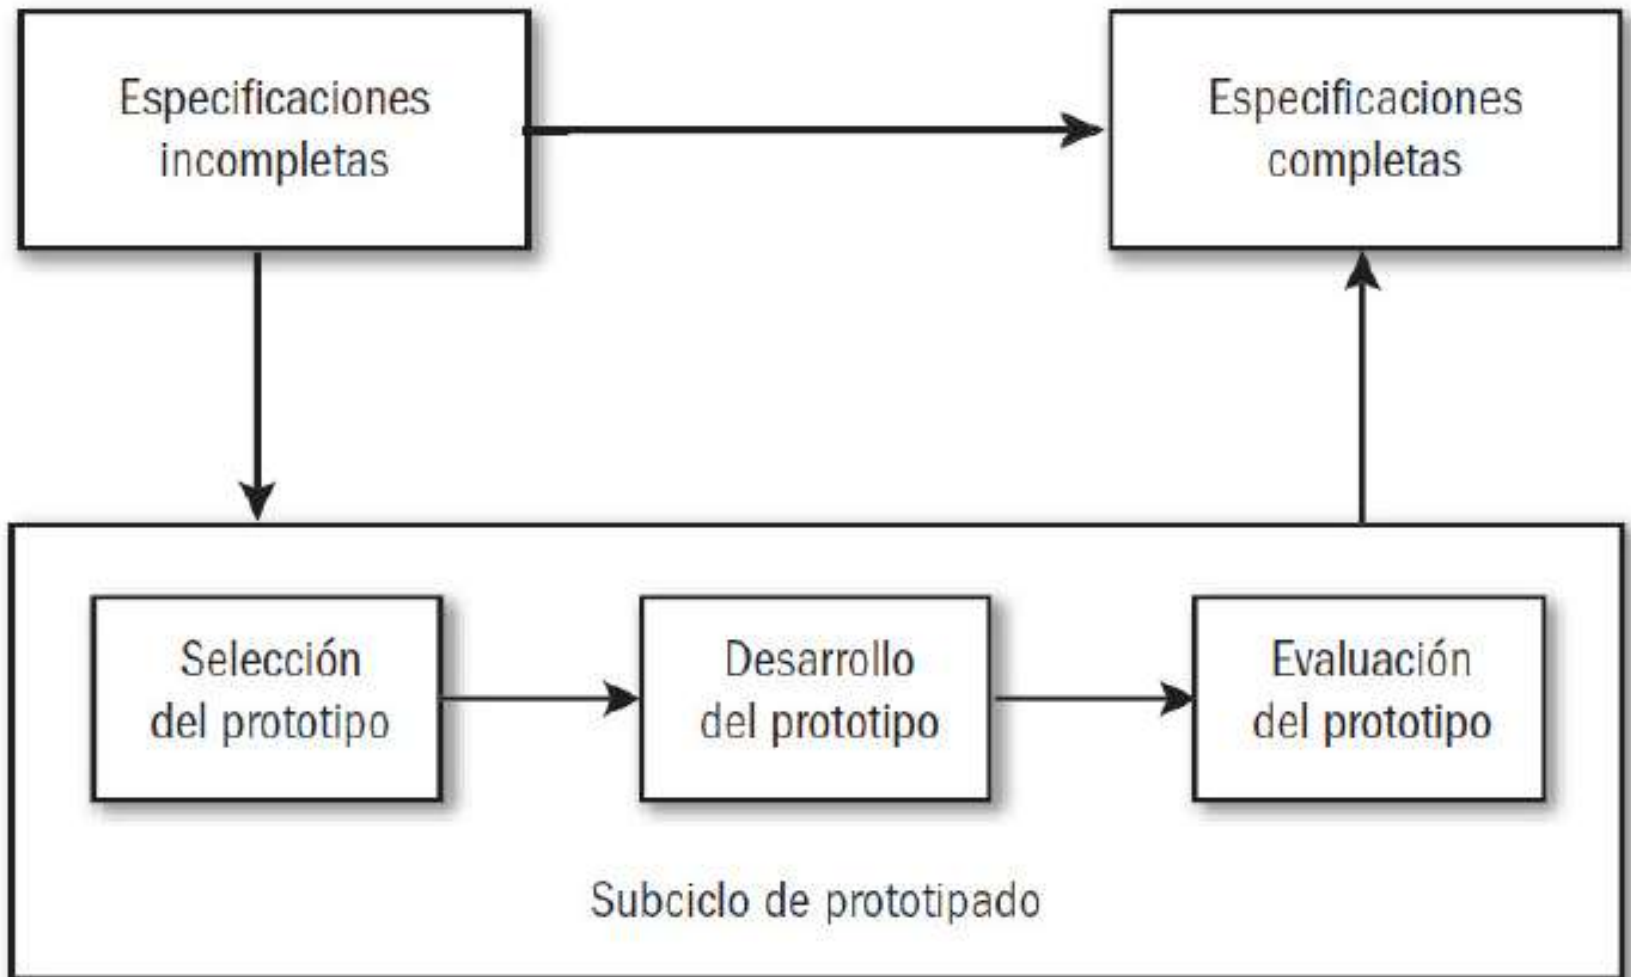 Especificaciones
incompletas
Especificaciones
completas
Selección
del prototipo
Desarrollo
del prototipo
Evaluación
del prototipo
Subciclo de prototipado